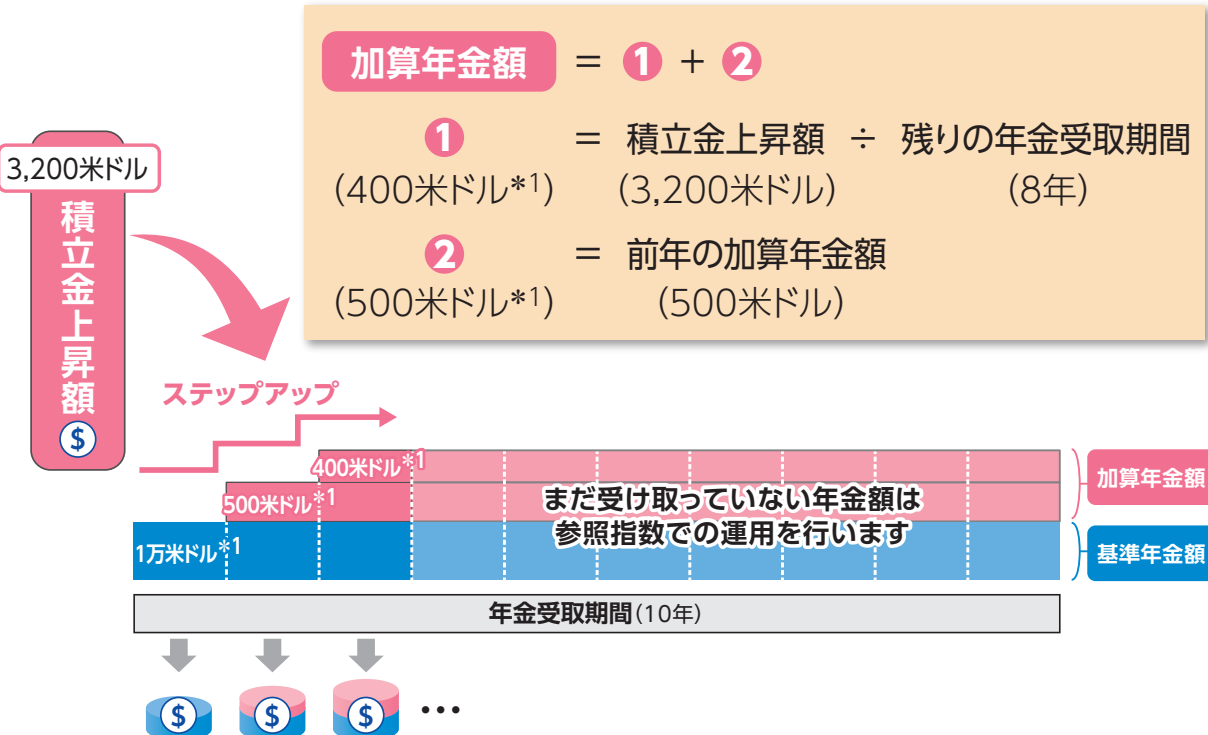 加算年金額 = ❶ + ❷
❶ = 積立金上昇額 ÷ 残りの年金受取期間
(400米ドル*1) (3,200米ドル) (8年)
❷ = 前年の加算年金額
(500米ドル*1) (500米ドル)
3,200米ドル
積立金上昇額
$
ステップアップ
400米ドル*1
500米ドル*1
1万米ドル*1
まだ受け取っていない年金額は
参照指数での運用を行います
加算年金額
基準年金額
年金受取期間(10年)
$ $ $ …